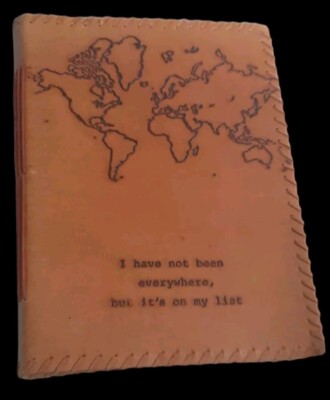 I have not been
everywhere,
but it's on my list